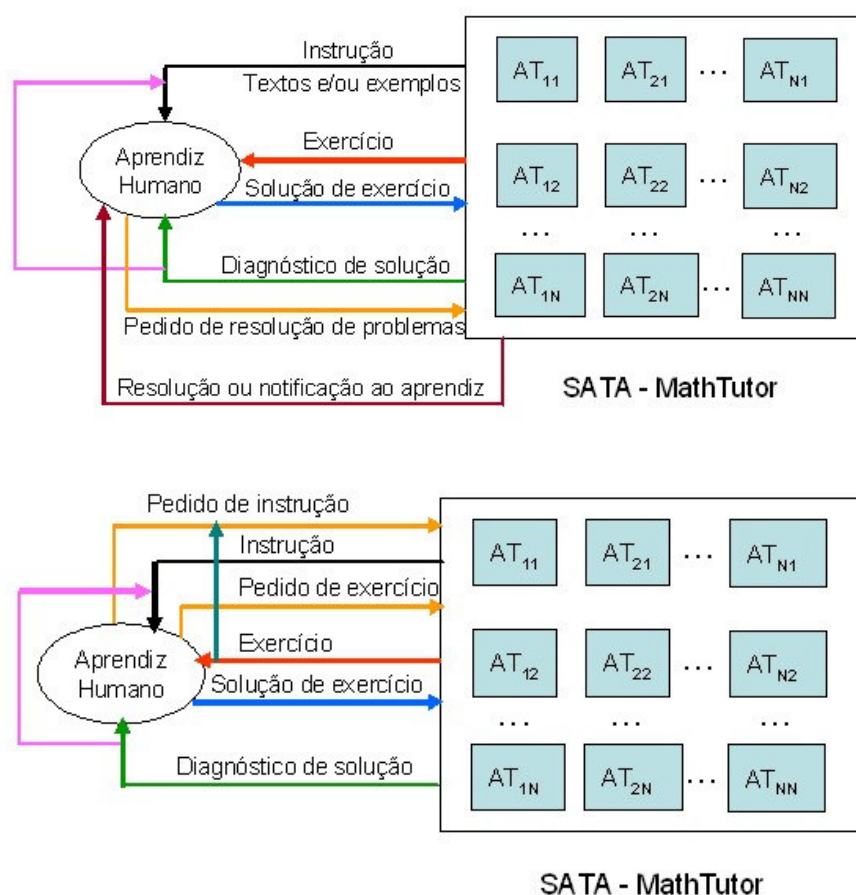 Instrução
Textos e/ou exemplos
AT11 AT21 ... ATN1
Exercício
Aprendiz
Humano
Solução de exercício
AT12 AT22 ... ATN2
... ... ...
Diagnóstico de solução
AT1N AT2N ... ATNN
Pedido de resolução de problemas
Resolução ou notificação ao aprendiz
SATA - MathTutor
Pedido de instrução
Instrução
AT11 AT21 ... ATN1
Pedido de exercício
Exercício
Aprendiz
Humano
Solução de exercício
AT12 AT22 ... ATN2
... ... ...
Diagnóstico de solução
AT1N AT2N ... ATNN
SATA - MathTutor